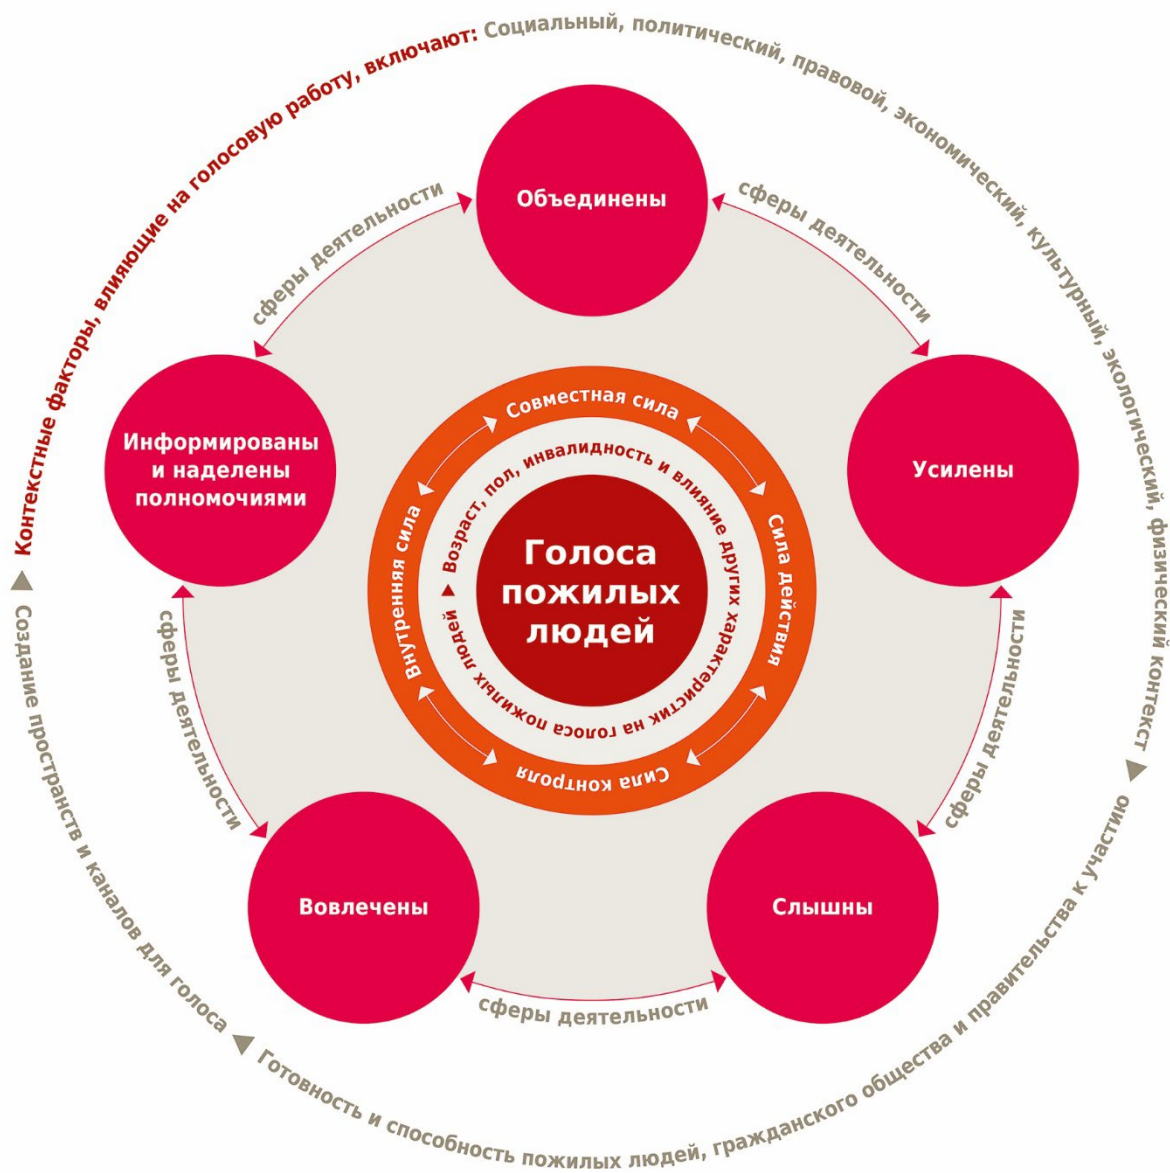 Контекстные факторы, влияющие на голосовую работу, включают: Социальный, политический, правовой, экономический, культурный, экологический, физический контекст
Готовность и способность пожилых людей, гражданского общества и правительства к участию
Создание пространств и каналов для голоса
Объединены
сферы деятельности
Усилены
сферы деятельности
Слышны
сферы деятельности
Вовлечены
сферы деятельности
Информированы
и наделены
полномочиями
сферы деятельности
Совместная сила
Сила действия
Сила контроля
Внутренняя сила
Возраст, пол, инвалидность и влияние других характеристик на голоса пожилых людей
Голоса
пожилых
людей